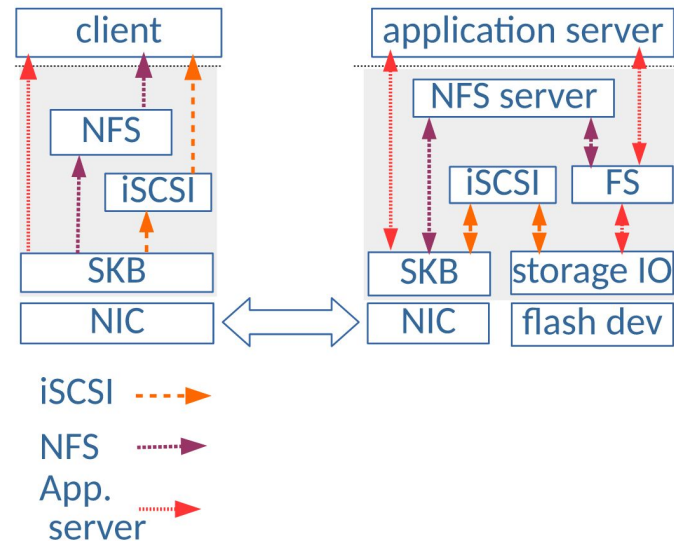 client
NFS
iSCSI
SKB
NIC
application server
NFS server
iSCSI
FS
SKB
storage IO
NIC
flash dev
iSCSI
NFS
App.
server